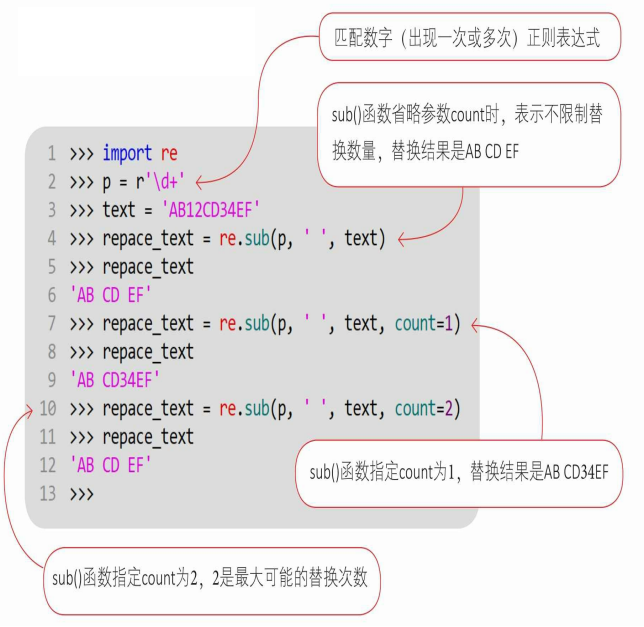 匹配数字（出现一次或多次）正则表达式
sub()函数省略参数count时，表示不限制替
换数量，替换结果是AB CD EF
1 >>> import re
2 >>> p = r'\d+'
3 >>> text = 'AB12CD34EF'
4 >>> repace_text = re.sub(p, ' ', text)
5 >>> repace_text
6 'AB CD EF'
7 >>> repace_text = re.sub(p, ' ', text, count=1)
8 >>> repace_text
9 'AB CD34EF'
10 >>> repace_text = re.sub(p, ' ', text, count=2)
11 >>> repace_text
12 'AB CD EF'
13 >>>
sub()函数指定count为1，替换结果是AB CD34EF
sub()函数指定count为2，2是最大可能的替换次数